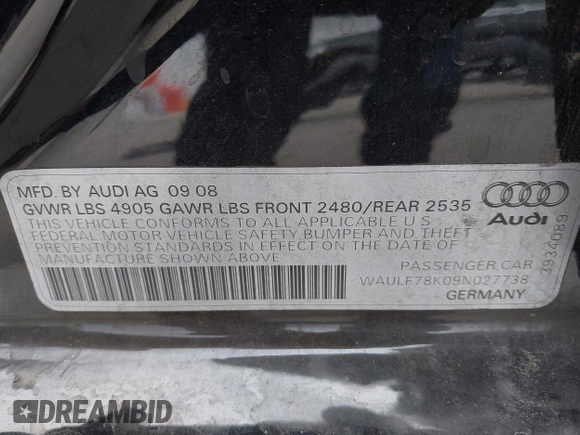 MFD. BY AUDI AG 09 08
GVWR LBS 4905 GAWR LBS FRONT 2480/REAR 2535
THIS VEHICLE CONFORMS TO ALL APPLICABLE U S
FEDERAL MOTOR VEHICLE SAFETY BUMPER AND THEFT
PREVENTION STANDARDS IN EFFECT ON THE DATE OF
MANUFACTURE SHOWN ABOVE
PASSENGER CAR
WAULF78K09N027738
GERMANY
Audi
3934089
DREAMBID